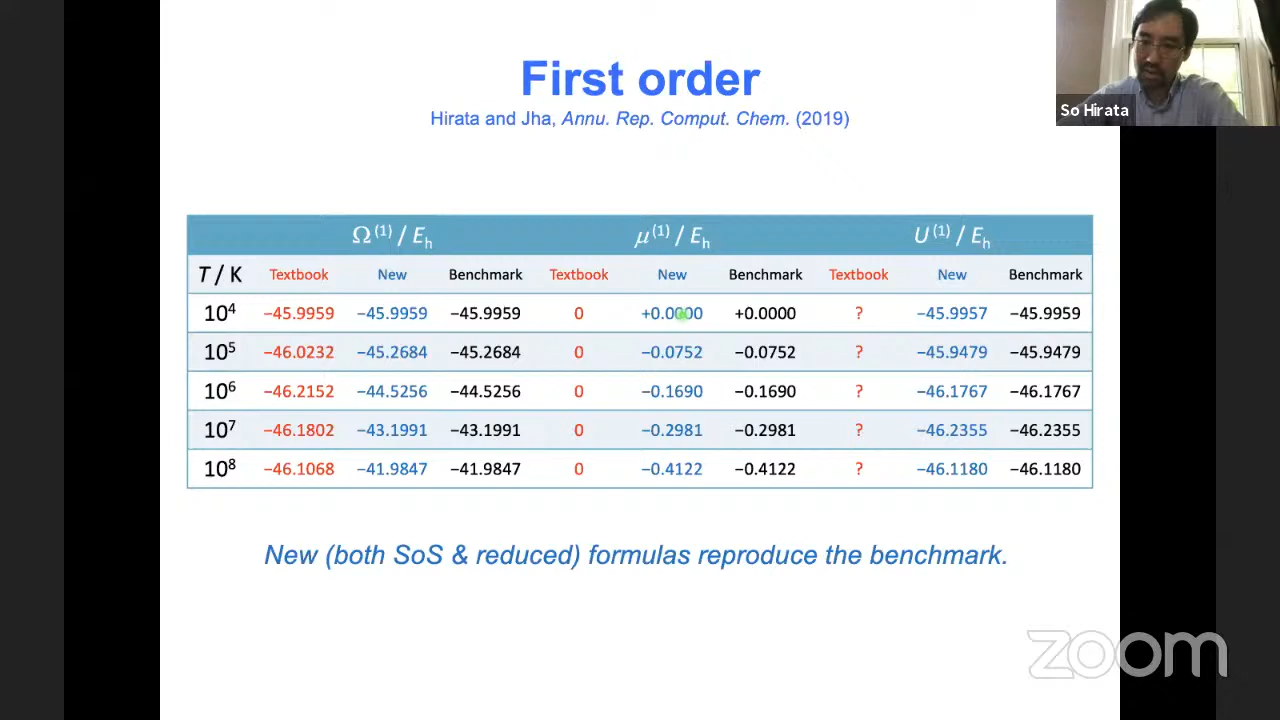 First order
Hirata and Jha, Annu. Rep. Comput. Chem. (2019)
So Hirata
Ω(1) / Eh μ(1) / Eh U(1) / Eh
T / K Textbook New Benchmark Textbook New Benchmark Textbook New Benchmark
10⁴ −45.9959 −45.9959 −45.9959 0 +0.0000 +0.0000 ? −45.9957 −45.9959
10⁵ −46.0232 −45.2684 −45.2684 0 −0.0752 −0.0752 ? −45.9479 −45.9479
10⁶ −46.2152 −44.5256 −44.5256 0 −0.1690 −0.1690 ? −46.1767 −46.1767
10⁷ −46.1802 −43.1991 −43.1991 0 −0.2981 −0.2981 ? −46.2355 −46.2355
10⁸ −46.1068 −41.9847 −41.9847 0 −0.4122 −0.4122 ? −46.1180 −46.1180
New (both SoS & reduced) formulas reproduce the benchmark.
zoom